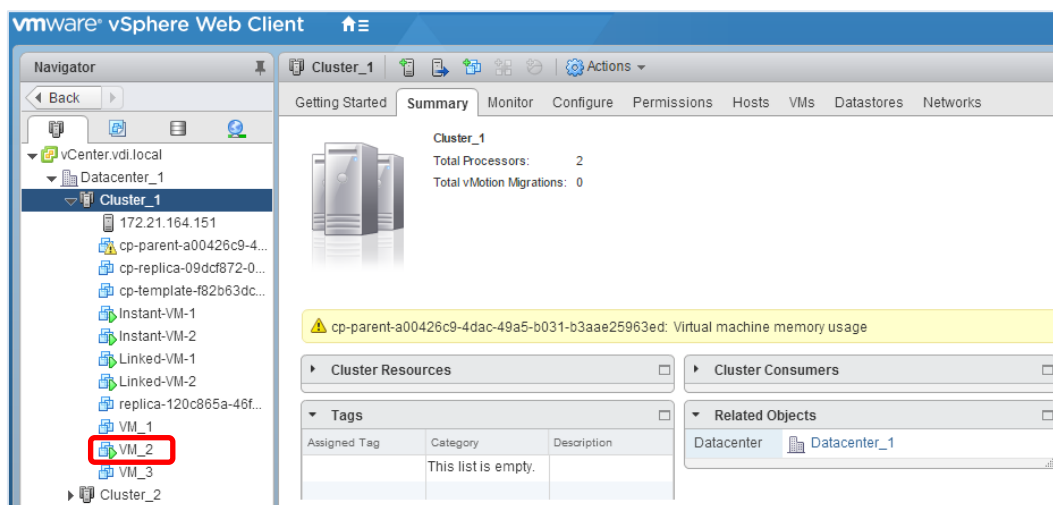 vmware® vSphere Web Client
Navigator
Back
vCenter.vdi.local
Datacenter_1
Cluster_1
172.21.164.151
cp-parent-a00426c9-4...
cp-replica-09dcf872-0...
cp-template-f82b63dc...
Instant-VM-1
Instant-VM-2
Linked-VM-1
Linked-VM-2
replica-120c865a-46f...
VM_1
VM_2
VM_3
Cluster_2
Cluster_1 Actions
Getting Started Summary Monitor Configure Permissions Hosts VMs Datastores Networks
Cluster_1
Total Processors: 2
Total vMotion Migrations: 0
cp-parent-a00426c9-4dac-49a5-b031-b3aae25963ed: Virtual machine memory usage
Cluster Resources
Cluster Consumers
Tags
Assigned Tag Category Description
This list is empty.
Related Objects
Datacenter Datacenter_1